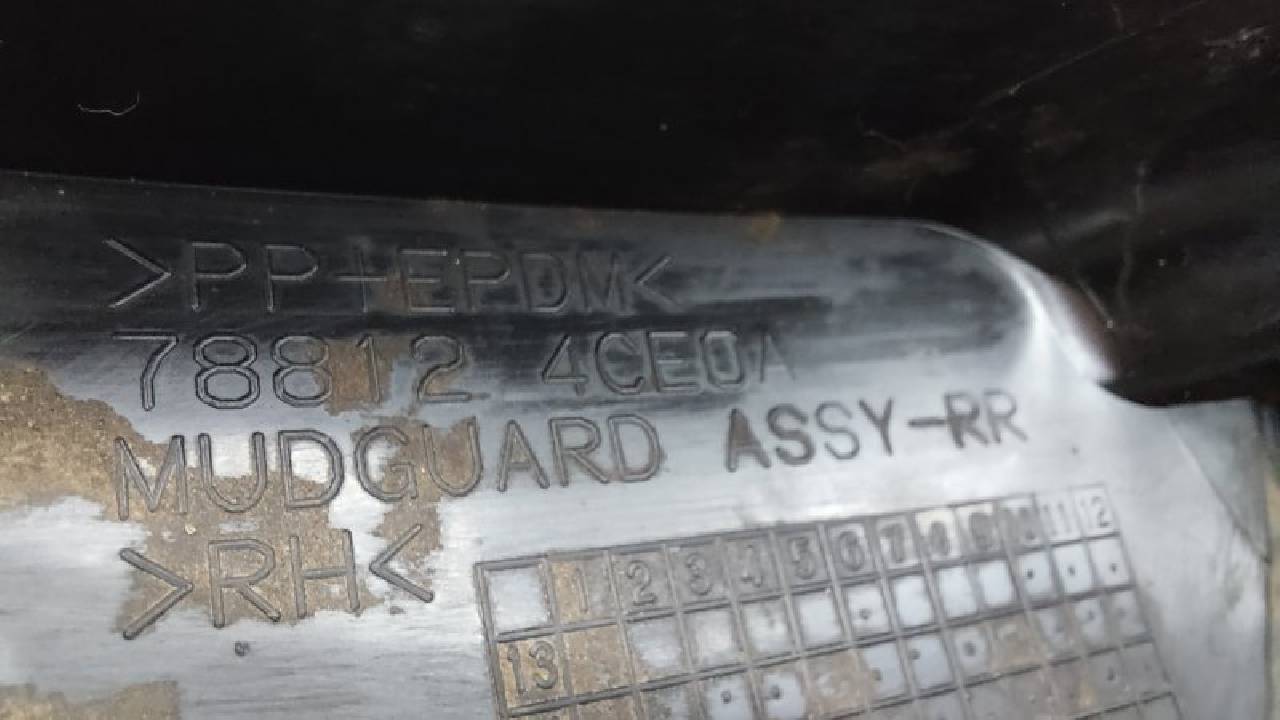 >PP+EPDM<
78812 4CE0A
MUDGUARD ASSY-RR
>RH<
1 2 3 4 5 6 7 8 9 10 11 12
13